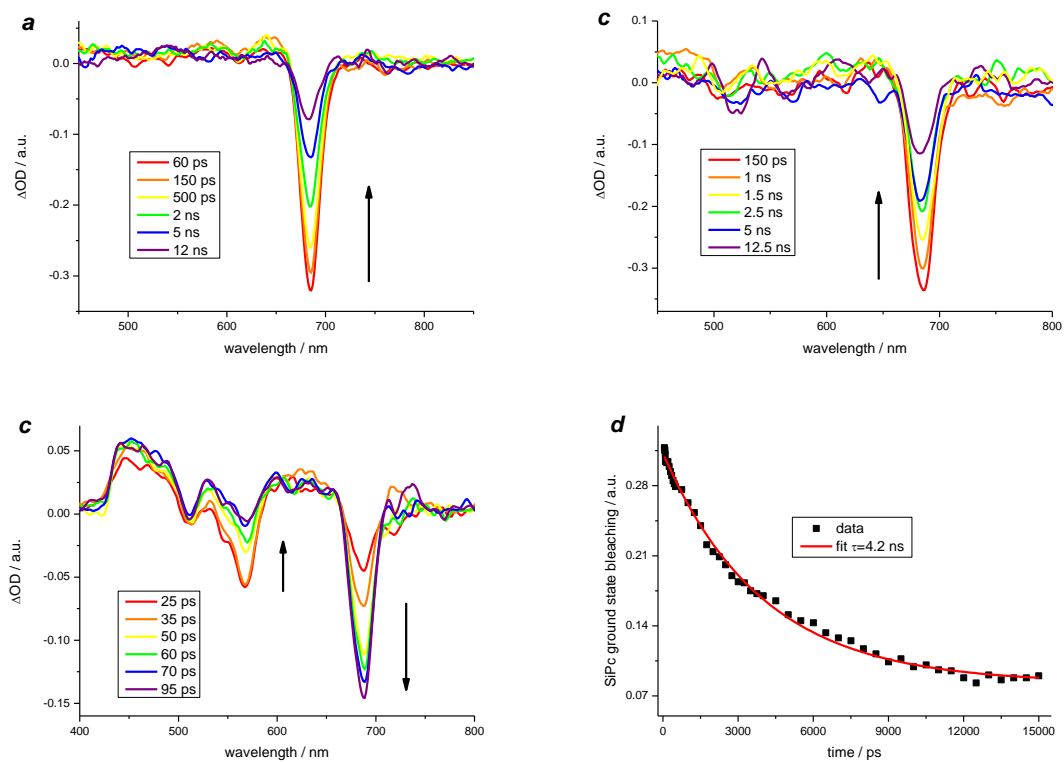 a
0.0
-0.1
-0.2
-0.3
ΔOD / a.u.
60 ps
150 ps
500 ps
2 ns
5 ns
12 ns
500 600 700 800
wavelength / nm
c
0.1
0.0
-0.1
-0.2
-0.3
ΔOD / a.u.
150 ps
1 ns
1.5 ns
2.5 ns
5 ns
12.5 ns
500 600 700 800
wavelength / nm
c
0.05
0.00
-0.05
-0.10
-0.15
ΔOD / a.u.
25 ps
35 ps
50 ps
60 ps
70 ps
95 ps
400 500 600 700 800
wavelength / nm
d
0.28
0.21
0.14
0.07
SiPc ground state bleaching / a.u.
data
fit τ=4.2 ns
0 3000 6000 9000 12000 15000
time / ps